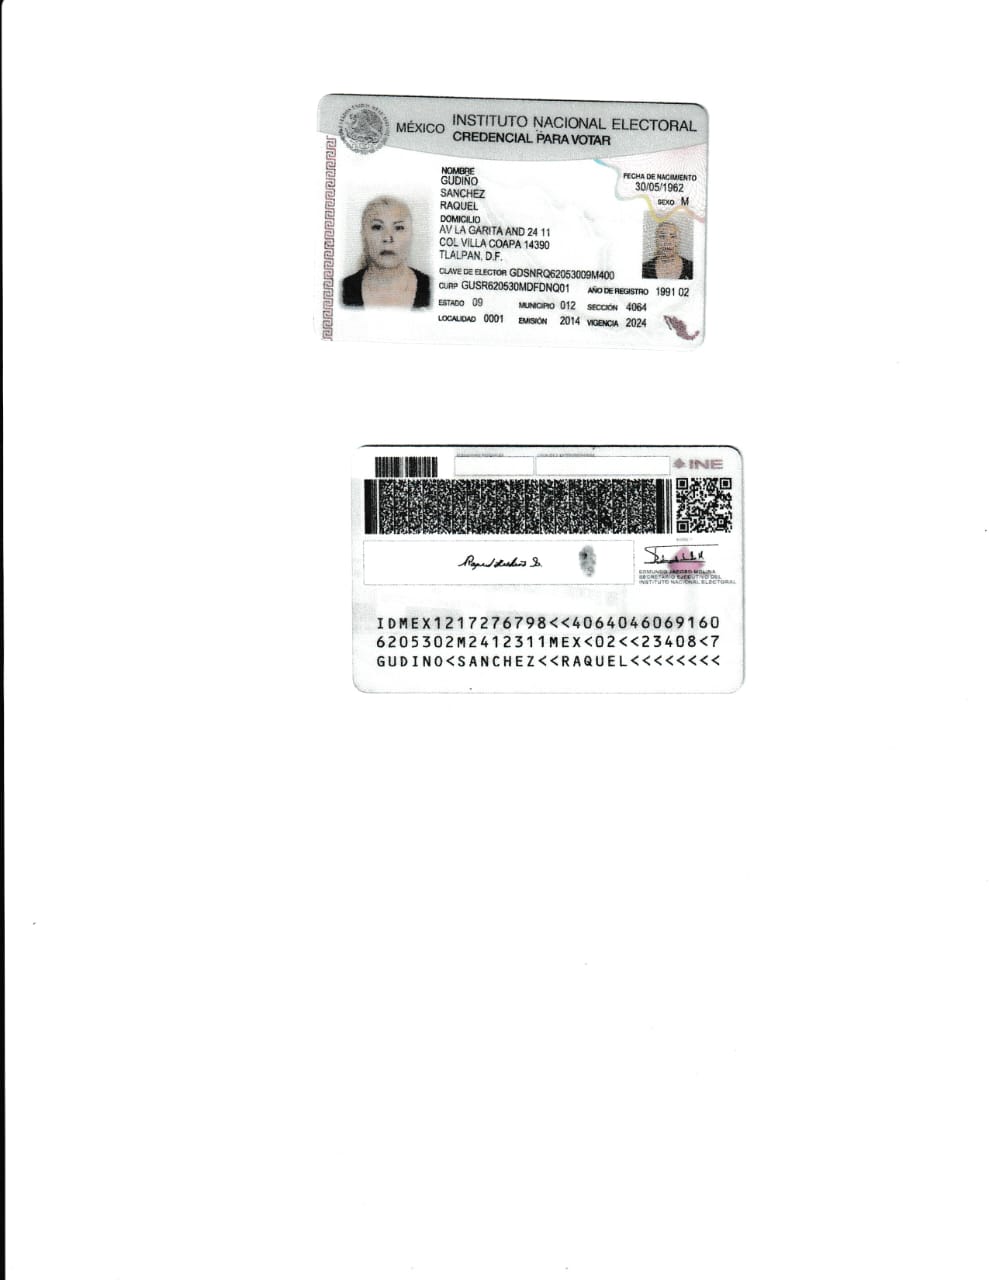 MÉXICO INSTITUTO NACIONAL ELECTORAL
CREDENCIAL PARA VOTAR
NOMBRE
GUDIÑO
SANCHEZ
RAQUEL
FECHA DE NACIMIENTO
30/05/1962
SEXO M
DOMICILIO
AV LA GARITA AND 24 11
COL VILLA COAPA 14390
TLALPAN, D.F.
CLAVE DE ELECTOR GDSNRQ62053009M400
CURP GUSR620530MDFDNQ01 AÑO DE REGISTRO 1991 02
ESTADO 09 MUNICIPIO 012 SECCIÓN 4064
LOCALIDAD 0001 EMISIÓN 2014 VIGENCIA 2024
INE
EDMUNDO JACOBO MOLINA
SECRETARIO EJECUTIVO DEL
INSTITUTO NACIONAL ELECTORAL
IDMEX1217276798<<4064046069160
6205302M2412311MEX<02<<23408<7
GUDINO<SANCHEZ<<RAQUEL<<<<<<<<